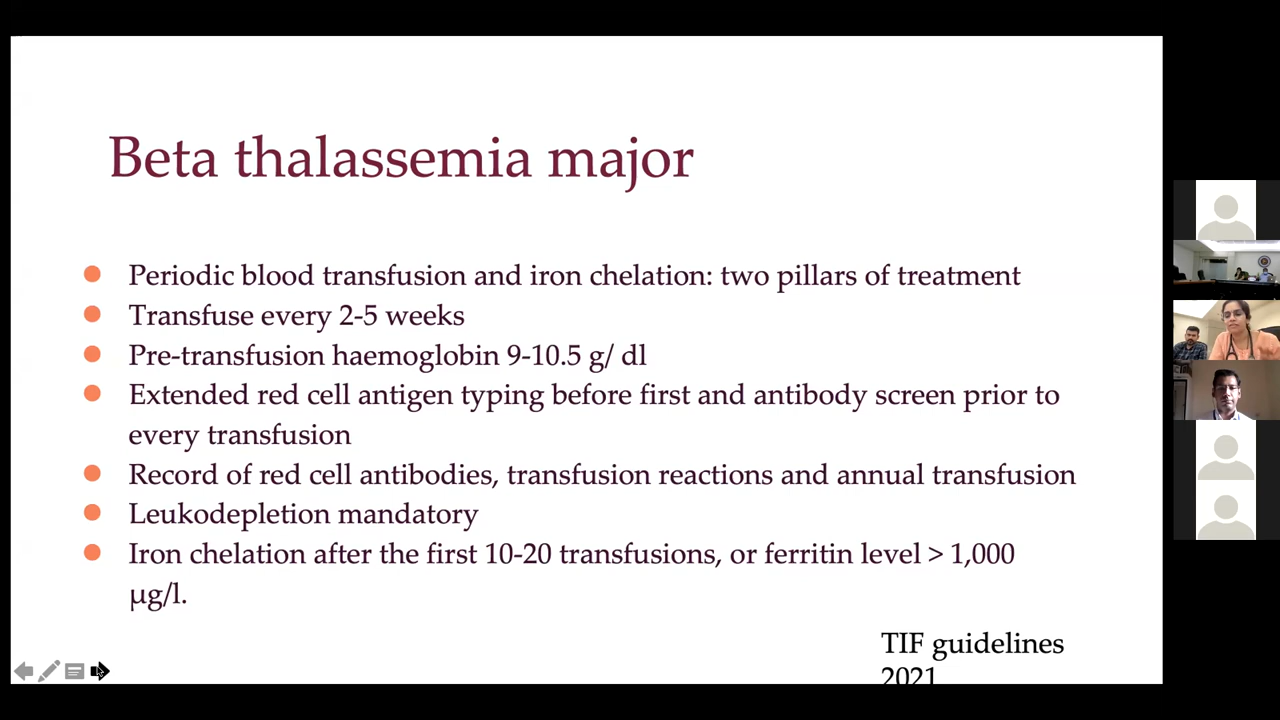 Beta thalassemia major
Periodic blood transfusion and iron chelation: two pillars of treatment
Transfuse every 2-5 weeks
Pre-transfusion haemoglobin 9-10.5 g/ dl
Extended red cell antigen typing before first and antibody screen prior to
every transfusion
Record of red cell antibodies, transfusion reactions and annual transfusion
Leukodepletion mandatory
Iron chelation after the first 10-20 transfusions, or ferritin level > 1,000
µg/l.
TIF guidelines
2021